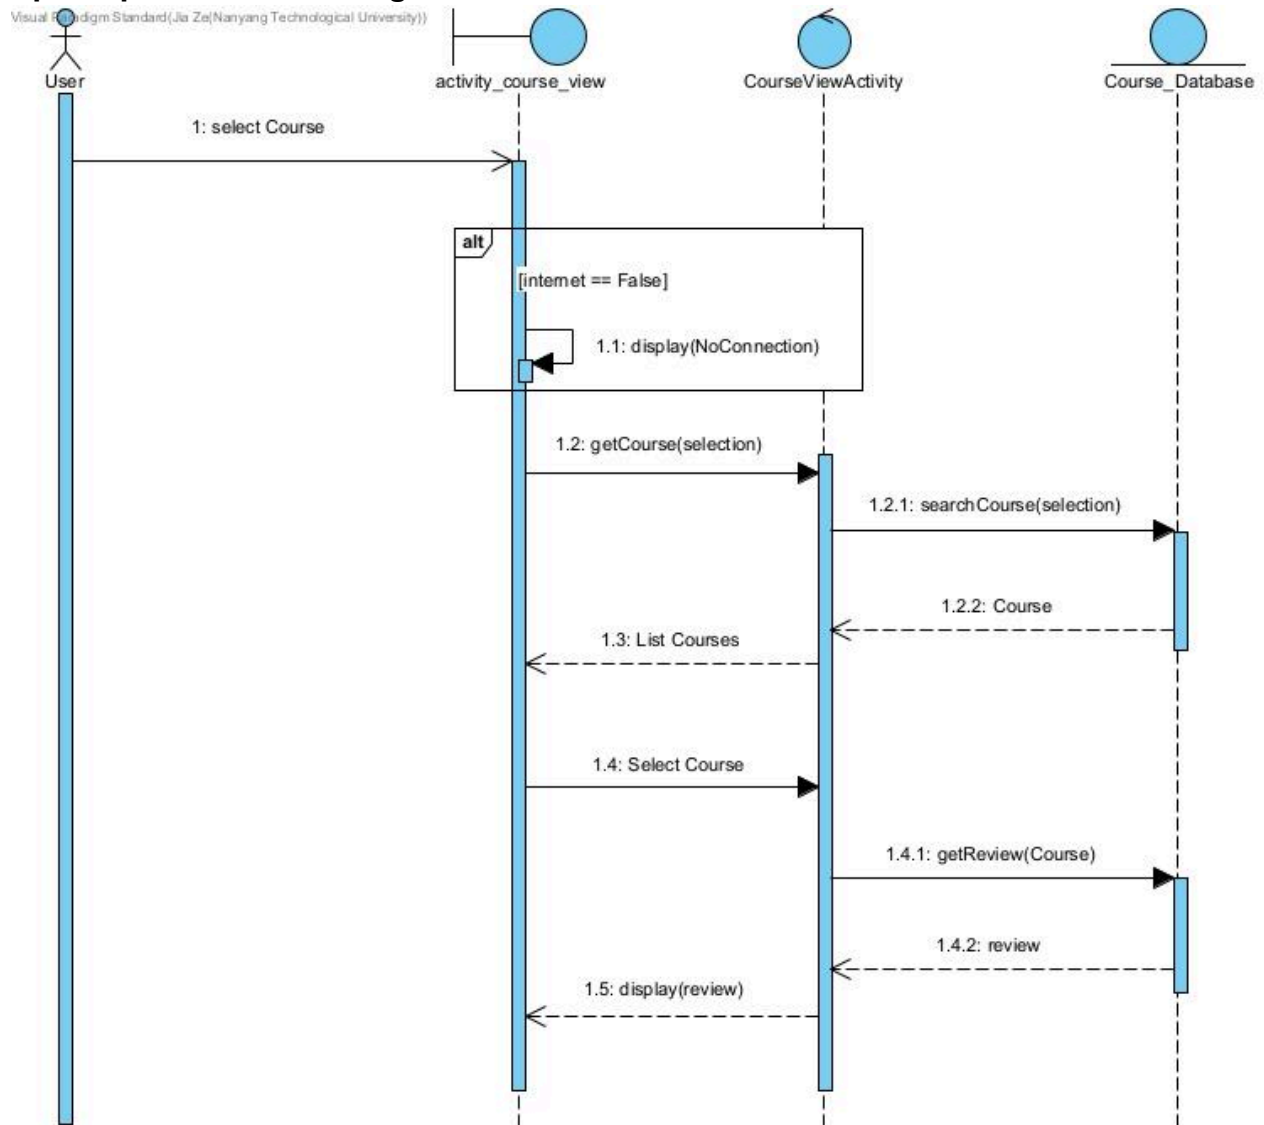 Visual Paradigm Standard(Jia Ze(Nanyang Technological University))
User
activity_course_view
CourseViewActivity
Course_Database
1: select Course
alt
[internet == False]
1.1: display(NoConnection)
1.2: getCourse(selection)
1.2.1: searchCourse(selection)
1.2.2: Course
1.3: List Courses
1.4: Select Course
1.4.1: getReview(Course)
1.4.2: review
1.5: display(review)